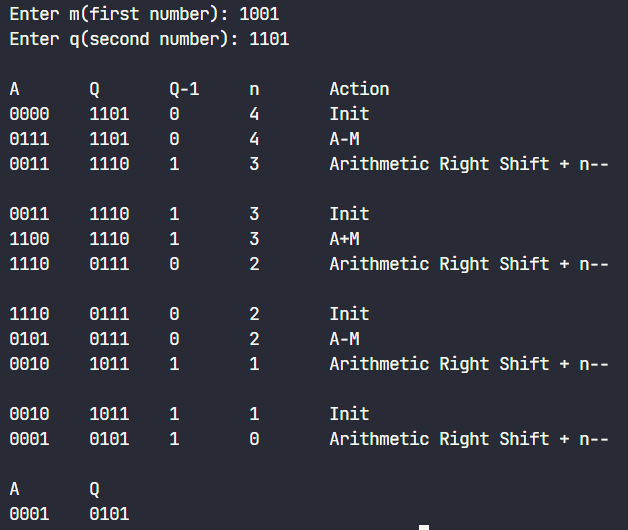 Enter m(first number): 1001
Enter q(second number): 1101
A Q Q-1 n Action
0000 1101 0 4 Init
0111 1101 0 4 A-M
0011 1110 1 3 Arithmetic Right Shift + n--
0011 1110 1 3 Init
1100 1110 1 3 A+M
1110 0111 0 2 Arithmetic Right Shift + n--
1110 0111 0 2 Init
0101 0111 0 2 A-M
0010 1011 1 1 Arithmetic Right Shift + n--
0010 1011 1 1 Init
0001 0101 1 0 Arithmetic Right Shift + n--
A Q
0001 0101